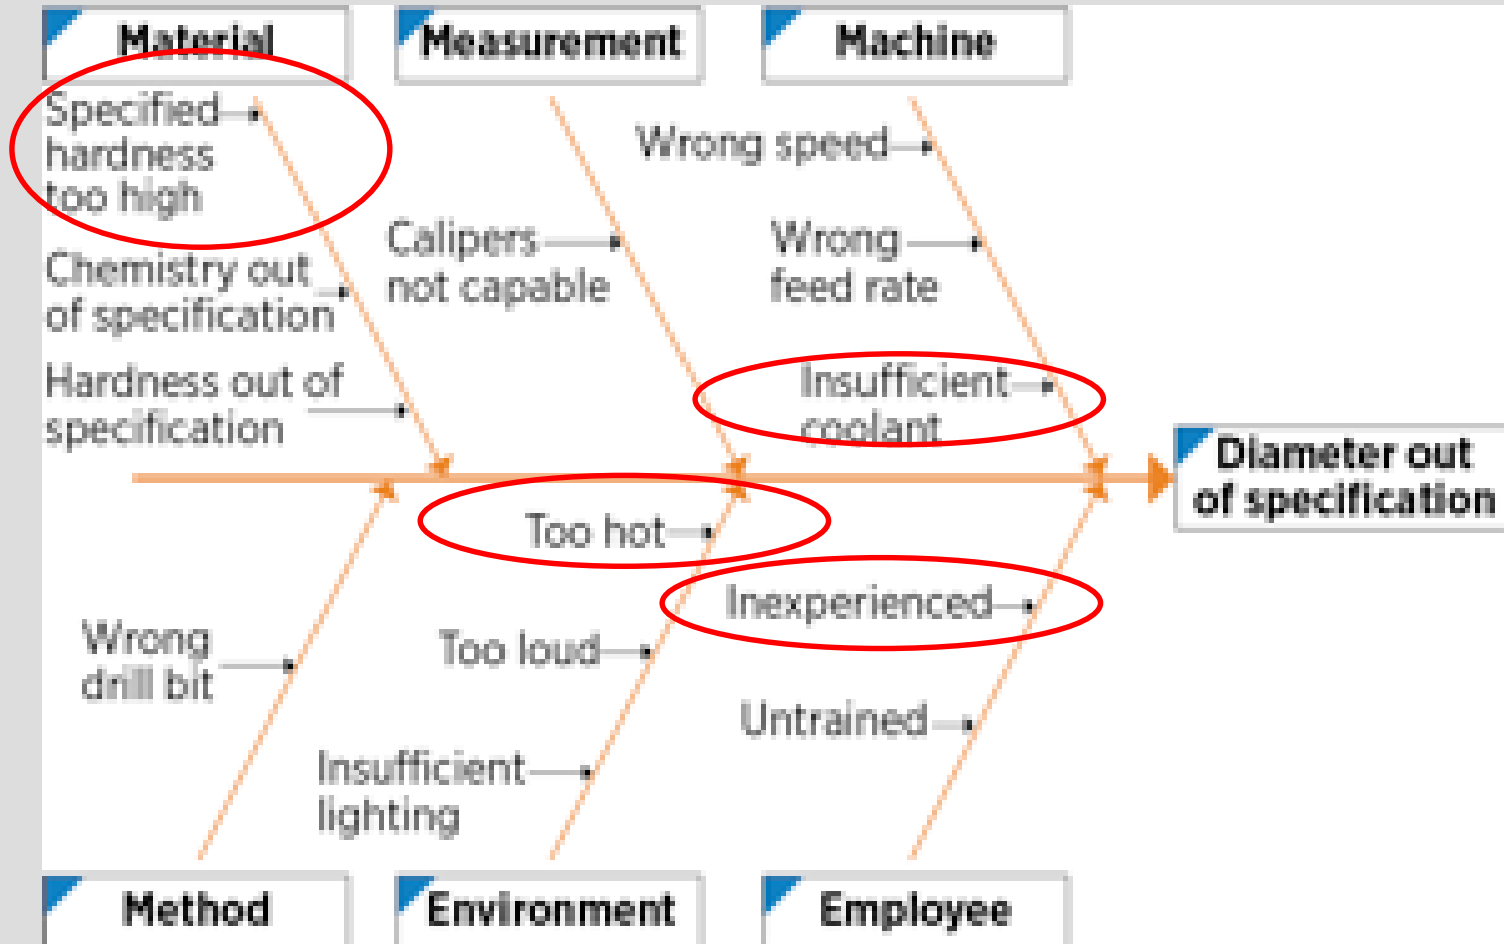 Material
Measurement
Machine
Specified
hardness
too high
Chemistry out
of specification
Hardness out of
specification
Calipers
not capable
Wrong speed
Wrong
feed rate
Insufficient
coolant
Diameter out
of specification
Wrong
drill bit
Too hot
Too loud
Insufficient
lighting
Inexperienced
Untrained
Method
Environment
Employee